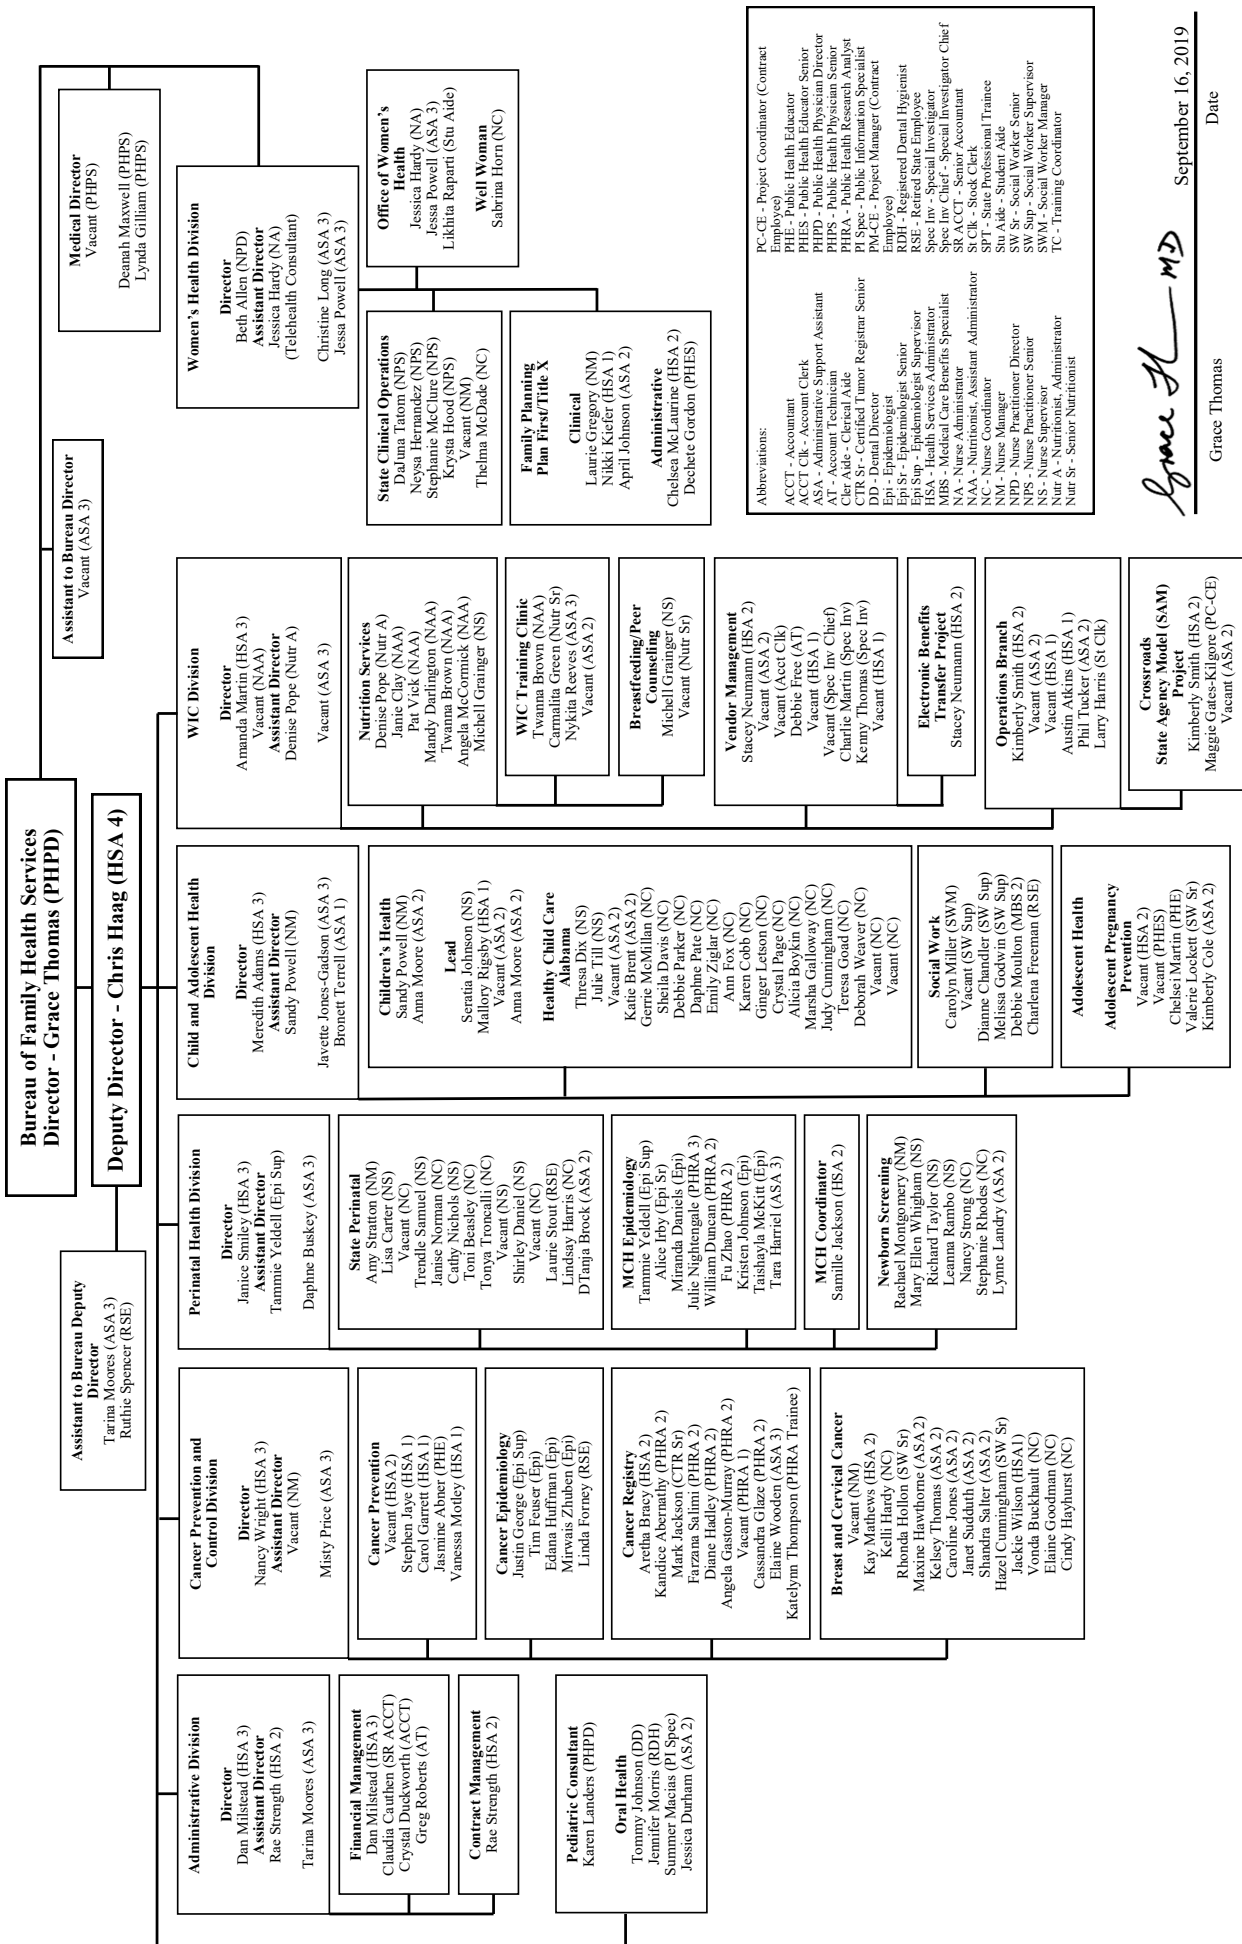 Bureau of Family Health Services
Director - Grace Thomas (PHPD)
Deputy Director - Chris Haag (HSA 4)
Assistant to Bureau Deputy
Director
Tarina Moores (ASA 3)
Ruthie Spencer (RSE)
Assistant to Bureau Director
Vacant (ASA 3)
Medical Director
Vacant (PHPS)
Deanah Maxwell (PHPS)
Lynda Gilliam (PHPS)
Administrative Division
Director
Dan Milstead (HSA 3)
Assistant Director
Rae Strength (HSA 2)
Tarina Moores (ASA 3)
Financial Management
Dan Milstead (HSA 3)
Claudia Cauthen (SR ACCT)
Crystal Duckworth (ACCT)
Greg Roberts (AT)
Contract Management
Rae Strength (HSA 2)
Pediatric Consultant
Karen Landers (PHPD)
Oral Health
Tommy Johnson (DD)
Jennifer Morris (RDH)
Summer Macias (PI Spec)
Jessica Durham (ASA 2)
Cancer Prevention and
Control Division
Director
Nancy Wright (HSA 3)
Assistant Director
Vacant (NM)
Misty Price (ASA 3)
Cancer Prevention
Vacant (HSA 2)
Stephen Jaye (HSA 1)
Carol Garrett (HSA 1)
Jasmine Abner (PHE)
Vanessa Motley (HSA 1)
Cancer Epidemiology
Justin George (Epi Sup)
Tim Feuser (Epi)
Edana Huffman (Epi)
Mirwais Zhuben (Epi)
Linda Forney (RSE)
Cancer Registry
Aretha Bracy (HSA 2)
Kandice Abernathy (PHRA 2)
Mark Jackson (CTR Sr)
Farzana Salimi (PHRA 2)
Diane Hadley (PHRA 2)
Angela Gaston-Murray (PHRA 2)
Vacant (PHRA 1)
Cassandra Glaze (PHRA 2)
Elaine Wooden (ASA 3)
Katelynn Thompson (PHRA Trainee)
Breast and Cervical Cancer
Vacant (NM)
Kay Mathews (HSA 2)
Kelli Hardy (NC)
Rhonda Hollon (SW Sr)
Maxine Hawthorne (ASA 2)
Kelsey Thomas (ASA 2)
Caroline Jones (ASA 2)
Janet Sudduth (ASA 2)
Shandra Salter (ASA 2)
Hazel Cunningham (SW Sr)
Jackie Wilson (HSA1)
Vonda Buckhault (NC)
Elaine Goodman (NC)
Cindy Hayhurst (NC)
Perinatal Health Division
Director
Janice Smiley (HSA 3)
Assistant Director
Tammie Yeldell (Epi Sup)
Daphne Buskey (ASA 3)
State Perinatal
Amy Stratton (NM)
Lisa Carter (NS)
Vacant (NC)
Trendle Samuel (NS)
Janise Norman (NC)
Cathy Nichols (NS)
Toni Beasley (NC)
Tonya Troncalli (NC)
Vacant (NS)
Shirley Daniel (NS)
Vacant (NC)
Laurie Stout (RSE)
Lindsay Harris (NC)
DTanja Brock (ASA 2)
MCH Epidemiology
Tammie Yeldell (Epi Sup)
Alice Irby (Epi Sr)
Miranda Daniels (Epi)
Julie Nightengale (PHRA 3)
William Duncan (PHRA 2)
Fu Zhao (PHRA 2)
Kristen Johnson (Epi)
Taishayla McKitt (Epi)
Tara Harriel (ASA 3)
MCH Coordinator
Samille Jackson (HSA 2)
Newborn Screening
Rachael Montgomery (NM)
Mary Ellen Whigham (NS)
Richard Taylor (NS)
Leanna Rambo (NS)
Nancy Strong (NC)
Stephanie Rhodes (NC)
Lynne Landry (ASA 2)
Child and Adolescent Health
Division
Director
Meredith Adams (HSA 3)
Assistant Director
Sandy Powell (NM)
Javette Jones-Gadson (ASA 3)
Bronett Terrell (ASA 1)
Children's Health
Sandy Powell (NM)
Anna Moore (ASA 2)
Lead
Seratia Johnson (NS)
Mallory Rigsby (HSA 1)
Vacant (ASA 2)
Anna Moore (ASA 2)
Healthy Child Care
Alabama
Thresa Dix (NS)
Julie Till (NS)
Vacant (ASA 2)
Katie Brent (ASA 2)
Gerrie McMillan (NC)
Sheila Davis (NC)
Debbie Parker (NC)
Daphne Pate (NC)
Emily Ziglar (NC)
Ann Fox (NC)
Karen Cobb (NC)
Ginger Letson (NC)
Crystal Page (NC)
Alicia Boykin (NC)
Marsha Galloway (NC)
Judy Cunningham (NC)
Teresa Goad (NC)
Deborah Weaver (NC)
Vacant (NC)
Vacant (NC)
Social Work
Carolyn Miller (SWM)
Vacant (SW Sup)
Dianne Chandler (SW Sup)
Melissa Godwin (SW Sup)
Debbie Moulton (MBS 2)
Charlena Freeman (RSE)
Adolescent Health
Adolescent Pregnancy
Prevention
Vacant (HSA 2)
Vacant (PHES)
Chelsei Martin (PHE)
Valerie Lockett (SW Sr)
Kimberly Cole (ASA 2)
WIC Division
Director
Amanda Martin (HSA 3)
Vacant (NAA)
Assistant Director
Denise Pope (Nutr A)
Vacant (ASA 3)
Nutrition Services
Denise Pope (Nutr A)
Janie Clay (NAA)
Pat Vick (NAA)
Mandy Darlington (NAA)
Twanna Brown (NAA)
Angela McCormick (NAA)
Michell Grainger (NS)
WIC Training Clinic
Twanna Brown (NAA)
Carmalita Green (Nutr Sr)
Nykita Reeves (ASA 3)
Vacant (ASA 2)
Breastfeeding/Peer
Counseling
Michell Grainger (NS)
Vacant (Nutr Sr)
Vendor Management
Stacey Neumann (HSA 2)
Vacant (ASA 2)
Vacant (Acct Clk)
Debbie Free (AT)
Vacant (HSA 1)
Vacant (Spec Inv Chief)
Charlie Martin (Spec Inv)
Kenny Thomas (Spec Inv)
Vacant (HSA 1)
Electronic Benefits
Transfer Project
Stacey Neumann (HSA 2)
Operations Branch
Kimberly Smith (HSA 2)
Vacant (ASA 2)
Vacant (HSA 1)
Austin Atkins (HSA 1)
Phil Tucker (ASA 2)
Larry Harris (St Clk)
Crossroads
State Agency Model (SAM)
Project
Kimberly Smith (HSA 2)
Maggie Gates-Kilgore (PC-CE)
Vacant (ASA 2)
Women's Health Division
Director
Beth Allen (NPD)
Assistant Director
Jessica Hardy (NA)
(Telehealth Consultant)
Christine Long (ASA 3)
Jessa Powell (ASA 3)
State Clinical Operations
DaJuna Tatom (NPS)
Neysa Hernandez (NPS)
Stephanie McClure (NPS)
Krysta Hood (NPS)
Vacant (NM)
Thelma McDade (NC)
Family Planning
Plan First/Title X
Clinical
Laurie Gregory (NM)
Nikki Kiefer (HSA 1)
April Johnson (ASA 2)
Administrative
Chelsea McLaurine (HSA 2)
Dechete Gordon (PHES)
Office of Women's
Health
Jessica Hardy (NA)
Jessa Powell (ASA 3)
Likhita Raparti (Stu Aide)
Well Woman
Sabrina Horn (NC)
Abbreviations:
ACCT - Accountant
ACCT Clk - Account Clerk
ASA - Administrative Support Assistant
AT - Account Technician
Cler Aide - Clerical Aide
CTR Sr - Certified Tumor Registrar Senior
DD - Dental Director
Epi - Epidemiologist
Epi Sr - Epidemiologist Senior
Epi Sup - Epidemiologist Supervisor
HSA - Health Services Administrator
MBS - Medical Care Benefits Specialist
NA - Nurse Administrator
NAA - Nutritionist, Assistant Administrator
NC - Nurse Coordinator
NM - Nurse Manager
NPD - Nurse Practitioner Director
NPS - Nurse Practitioner Senior
NS - Nurse Supervisor
Nutr A - Nutritionist, Administrator
Nutr Sr - Senior Nutritionist
PC-CE - Project Coordinator (Contract
Employee)
PHE - Public Health Educator
PHES - Public Health Educator Senior
PHPD - Public Health Physician Director
PHPS - Public Health Physician Senior
PHRA - Public Health Research Analyst
PI Spec - Public Information Specialist
PM-CE - Project Manager (Contract
Employee)
RDH - Registered Dental Hygienist
RSE - Retired State Employee
Spec Inv - Special Investigator
Spec Inv Chief - Special Investigator Chief
SR ACCT - Senior Accountant
St Clk - Stock Clerk
SPT - State Professional Trainee
Stu Aide - Student Aide
SW Sr - Social Worker Senior
SW Sup - Social Worker Supervisor
SWM - Social Worker Manager
TC - Training Coordinator
Grace Th MD
September 16, 2019
Grace Thomas
Date